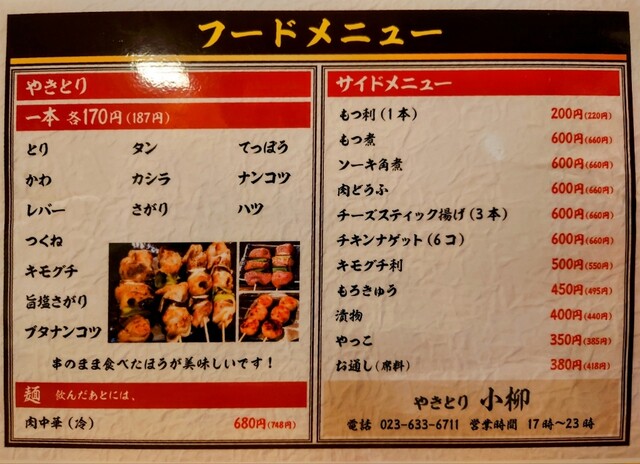 フードメニュー
やきとり
一本 各170円(187円)
とり タン てっぽう
かわ カシラ ナンコツ
レバー さがり ハツ
つくね
キモグチ
旨塩さがり
ブタナンコツ
串のまま食べたほうが美味しいです!
麺 飲んだあとには、
肉中華(冷) 680円(748円)
サイドメニュー
もつ刺(1本) 200円(220円)
もつ煮 600円(660円)
ソーキ角煮 600円(660円)
肉どうふ 600円(660円)
チーズスティック揚げ(3本) 600円(660円)
チキンナゲット(6コ) 600円(660円)
キモグチ刺 500円(550円)
もろきゅう 450円(495円)
漬物 400円(440円)
やっこ 350円(385円)
お通し(席料) 380円(418円)
やきとり 小柳
電話 023-633-6711 営業時間 17時〜23時